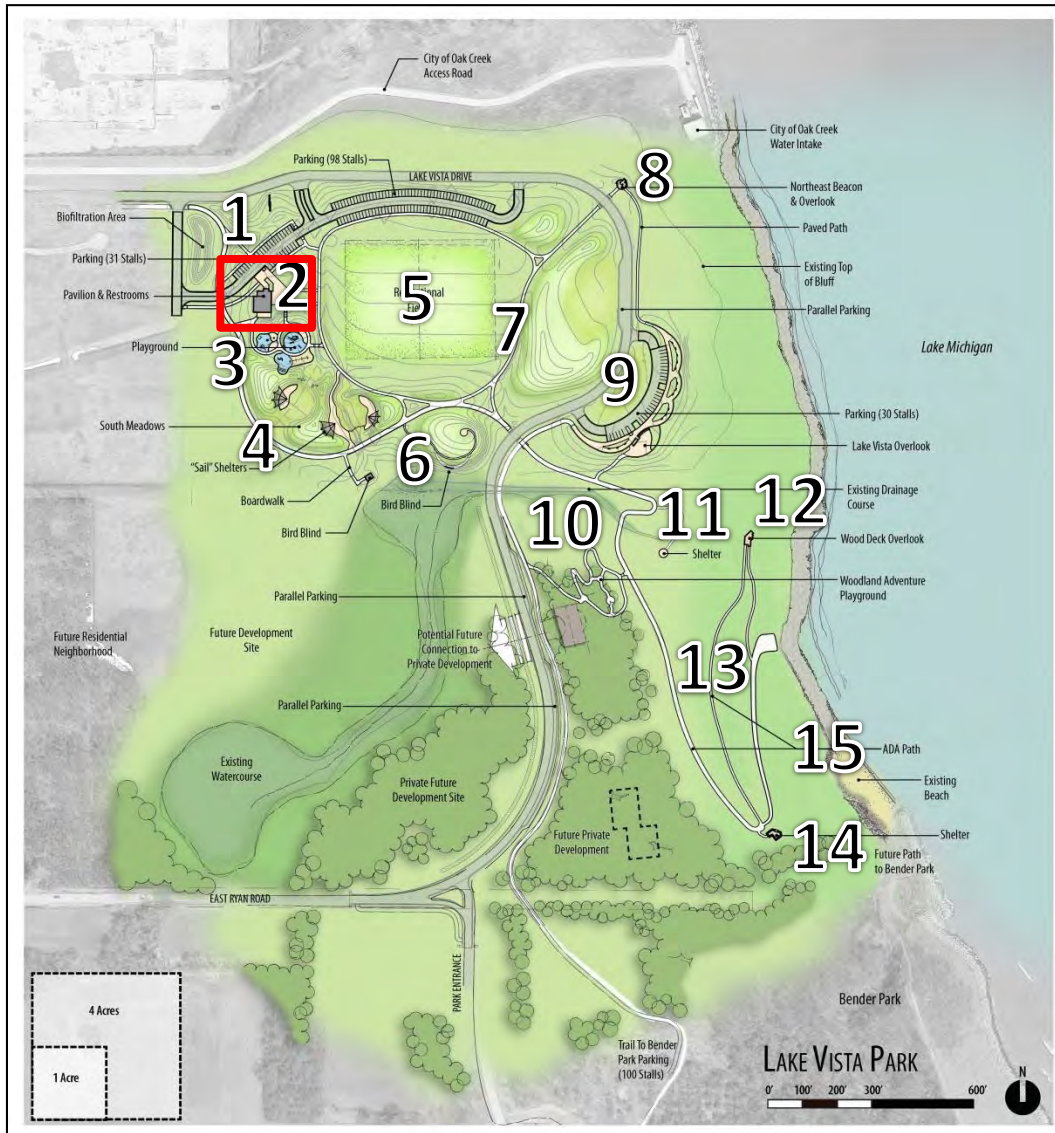 City of Oak Creek
Access Road
City of Oak Creek
Water Intake
Parking (98 Stalls)
LAKE VISTA DRIVE
8
Northeast Beacon
& Overlook
Biofiltration Area
1
Paved Path
Parking (31 Stalls)
Existing Top
of Bluff
2
Pavilion & Restrooms
5
7
Parallel Parking
Playground
3
Lake Michigan
9
Parking (30 Stalls)
South Meadows
4
6
Lake Vista Overlook
"Sail" Shelters
Boardwalk
Bird Blind
Bird Blind
10
11
12
Existing Drainage
Course
Wood Deck Overlook
Shelter
Woodland Adventure
Playground
Parallel Parking
Future Residential
Neighborhood
Future Development
Site
Potential Future
Connection to
Private Development
13
Parallel Parking
15
ADA Path
Existing
Watercourse
Private Future
Development Site
Existing
Beach
Future Private
Development
14
Shelter
Future Path
to Bender Park
EAST RYAN ROAD
PARK ENTRANCE
4 Acres
1 Acre
Bender Park
Trail To Bender
Park Parking
(100 Stalls)
LAKE VISTA PARK
N
0' 100' 200' 300' 600'